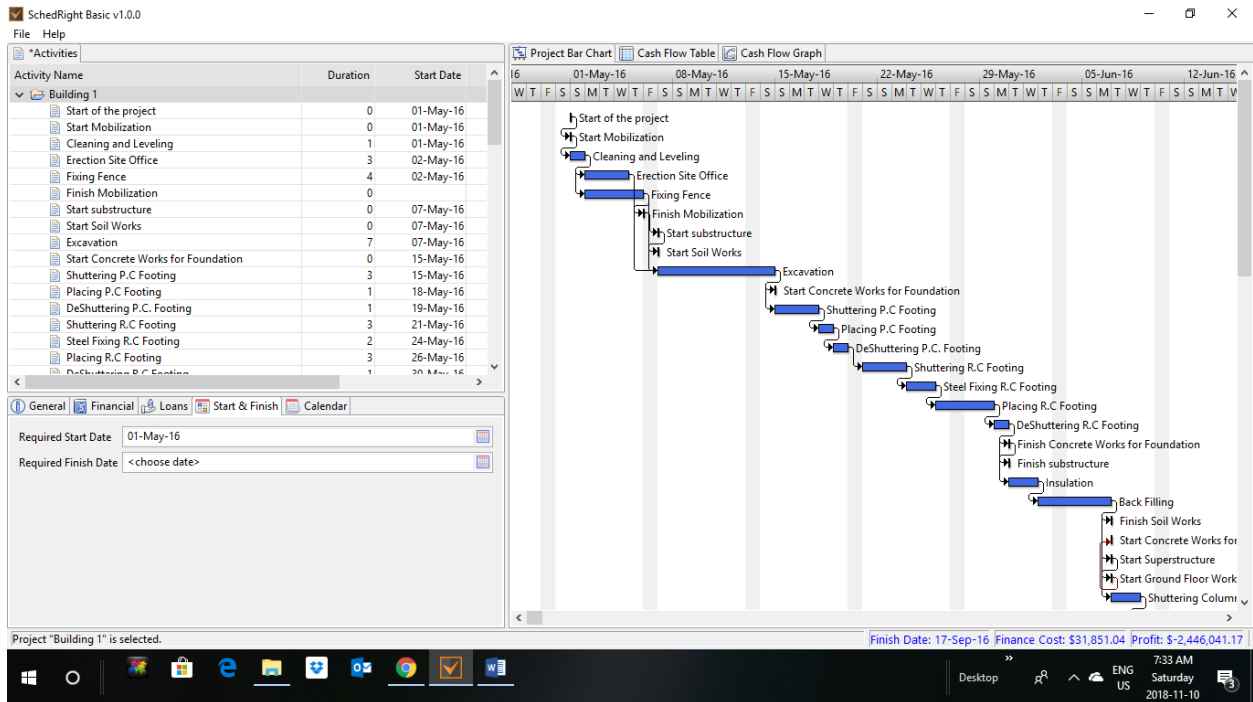 SchedRight Basic v1.0.0
File Help
*Activities
Activity Name Duration Start Date
Building 1
Start of the project 0 01-May-16
Start Mobilization 0 01-May-16
Cleaning and Leveling 1 01-May-16
Erection Site Office 3 02-May-16
Fixing Fence 4 02-May-16
Finish Mobilization 0
Start substructure 0 07-May-16
Start Soil Works 0 07-May-16
Excavation 7 07-May-16
Start Concrete Works for Foundation 0 15-May-16
Shuttering P.C Footing 3 15-May-16
Placing P.C Footing 1 18-May-16
DeShuttering P.C. Footing 1 19-May-16
Shuttering R.C Footing 3 21-May-16
Steel Fixing R.C Footing 2 24-May-16
Placing R.C Footing 3 26-May-16
DeShuttering R.C Footing 1 30-May-16
General Financial Loans Start & Finish Calendar
Required Start Date 01-May-16
Required Finish Date <choose date>
Project Bar Chart Cash Flow Table Cash Flow Graph
16 01-May-16 08-May-16 15-May-16 22-May-16 29-May-16 05-Jun-16 12-Jun-16
W T F S S M T W T F S S M T W T F S S M T W T F S S M T W T F S S M T W T F S S M T W T F S S M T W
Start of the project
Start Mobilization
Cleaning and Leveling
Erection Site Office
Fixing Fence
Finish Mobilization
Start substructure
Start Soil Works
Excavation
Start Concrete Works for Foundation
Shuttering P.C Footing
Placing P.C Footing
DeShuttering P.C. Footing
Shuttering R.C Footing
Steel Fixing R.C Footing
Placing R.C Footing
DeShuttering R.C Footing
Finish Concrete Works for Foundation
Finish substructure
Insulation
Back Filling
Finish Soil Works
Start Concrete Works for
Start Superstructure
Start Ground Floor Work
Shuttering Column
Project "Building 1" is selected.
Finish Date: 17-Sep-16 Finance Cost: $31,851.04 Profit: $-2,446,041.17
Desktop
ENG
US
7:33 AM
Saturday
2018-11-10
3